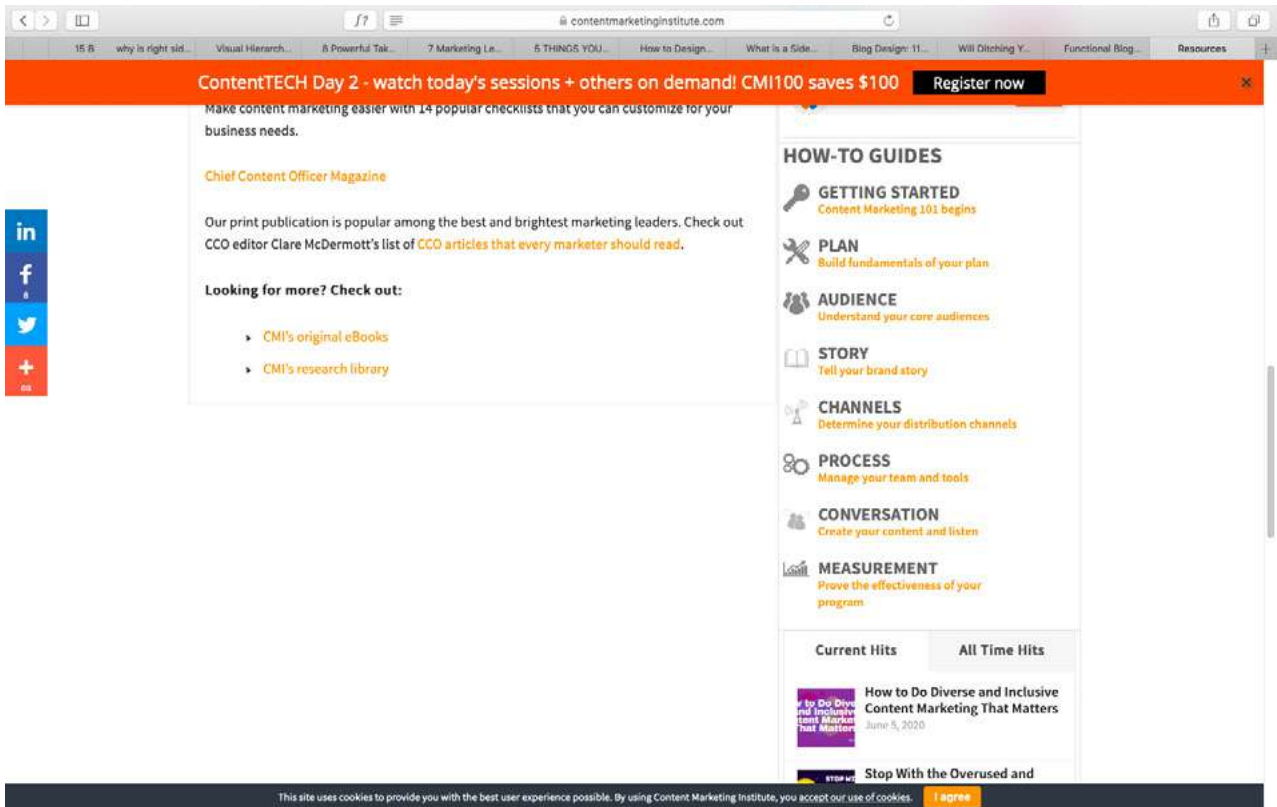 contentmarketinginstitute.com
15 B
why is right sid...
Visual Hierarch...
8 Powerful Tak...
7 Marketing Le...
6 THINGS YOU...
How to Design...
What is a Side...
Blog Design: 11...
Will Ditching Y...
Functional Blog...
Resources
ContentTECH Day 2 - watch today's sessions + others on demand! CMI100 saves $100
Register now
Make content marketing easier with 14 popular checklists that you can customize for your
business needs.
Chief Content Officer Magazine
Our print publication is popular among the best and brightest marketing leaders. Check out
CCO editor Clare McDermott's list of CCO articles that every marketer should read.
Looking for more? Check out:
CMI's original eBooks
CMI's research library
HOW-TO GUIDES
GETTING STARTED
Content Marketing 101 begins
PLAN
Build fundamentals of your plan
AUDIENCE
Understand your core audiences
STORY
Tell your brand story
CHANNELS
Determine your distribution channels
PROCESS
Manage your team and tools
CONVERSATION
Create your content and listen
MEASUREMENT
Prove the effectiveness of your
program
Current Hits
All Time Hits
How to Do Diverse and Inclusive
Content Marketing That Matters
June 5, 2020
Stop With the Overused and
This site uses cookies to provide you with the best user experience possible. By using Content Marketing Institute, you accept our use of cookies.
I agree